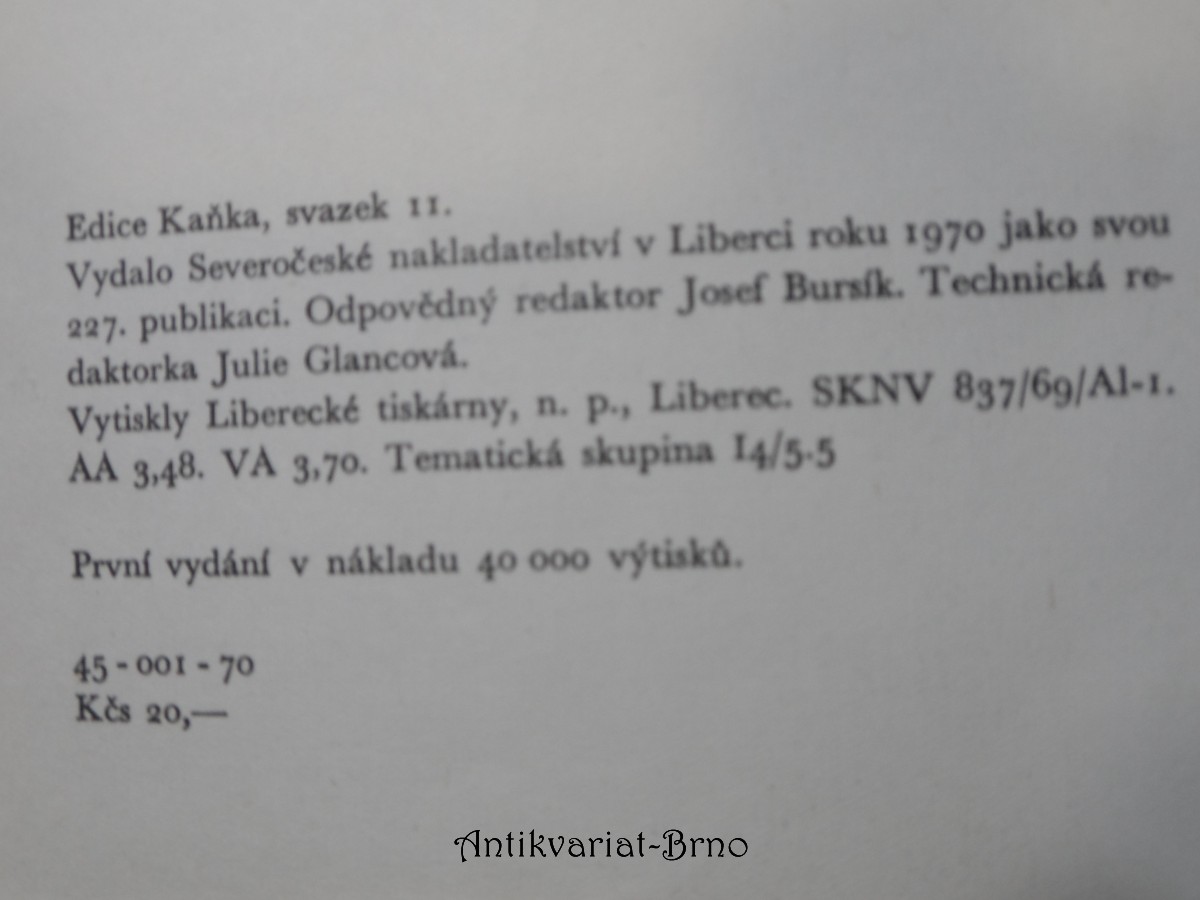 Edice Kaňka, svazek 11.
Vydalo Severočeské nakladatelství v Liberci roku 1970 jako svou
227. publikaci. Odpovědný redaktor Josef Bursík. Technická re-
daktorka Julie Glancová.
Vytiskly Liberecké tiskárny, n. p., Liberec. SKNV 837/69/Al-1.
AA 3,48. VA 3,70. Tematická skupina 14/5-5
První vydání v nákladu 40 000 výtisků.
45 - 001 - 70
Kčs 20,—
Antikvariat-Brno